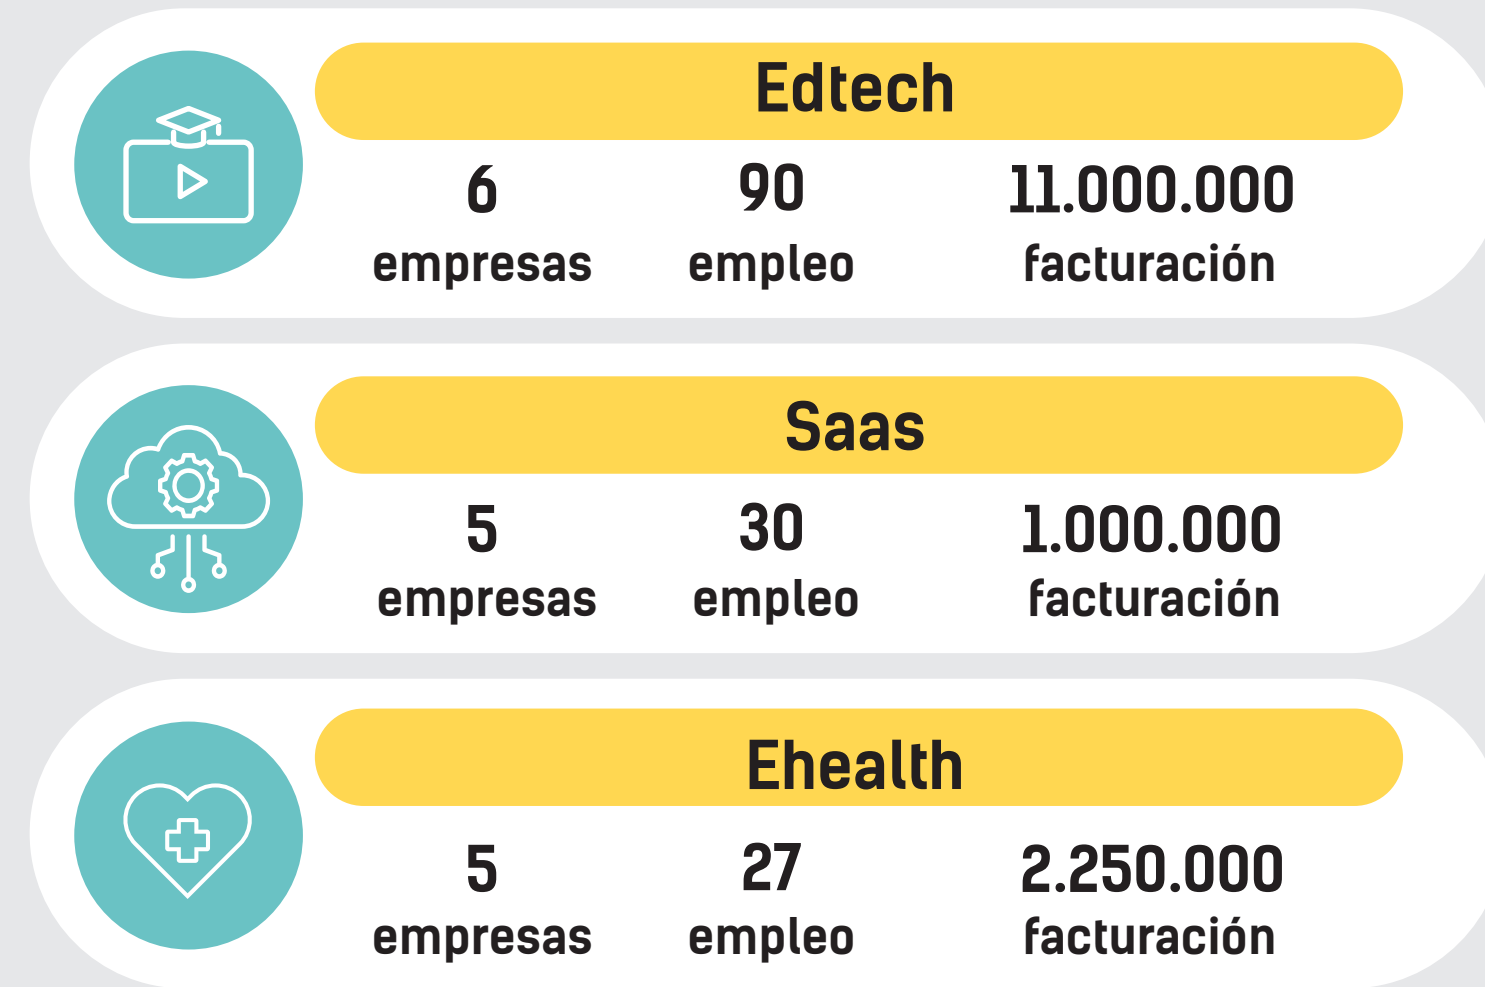 Edtech
6 90 11.000.000
empresas empleo facturación
Saas
5 30 1.000.000
empresas empleo facturación
Ehealth
5 27 2.250.000
empresas empleo facturación